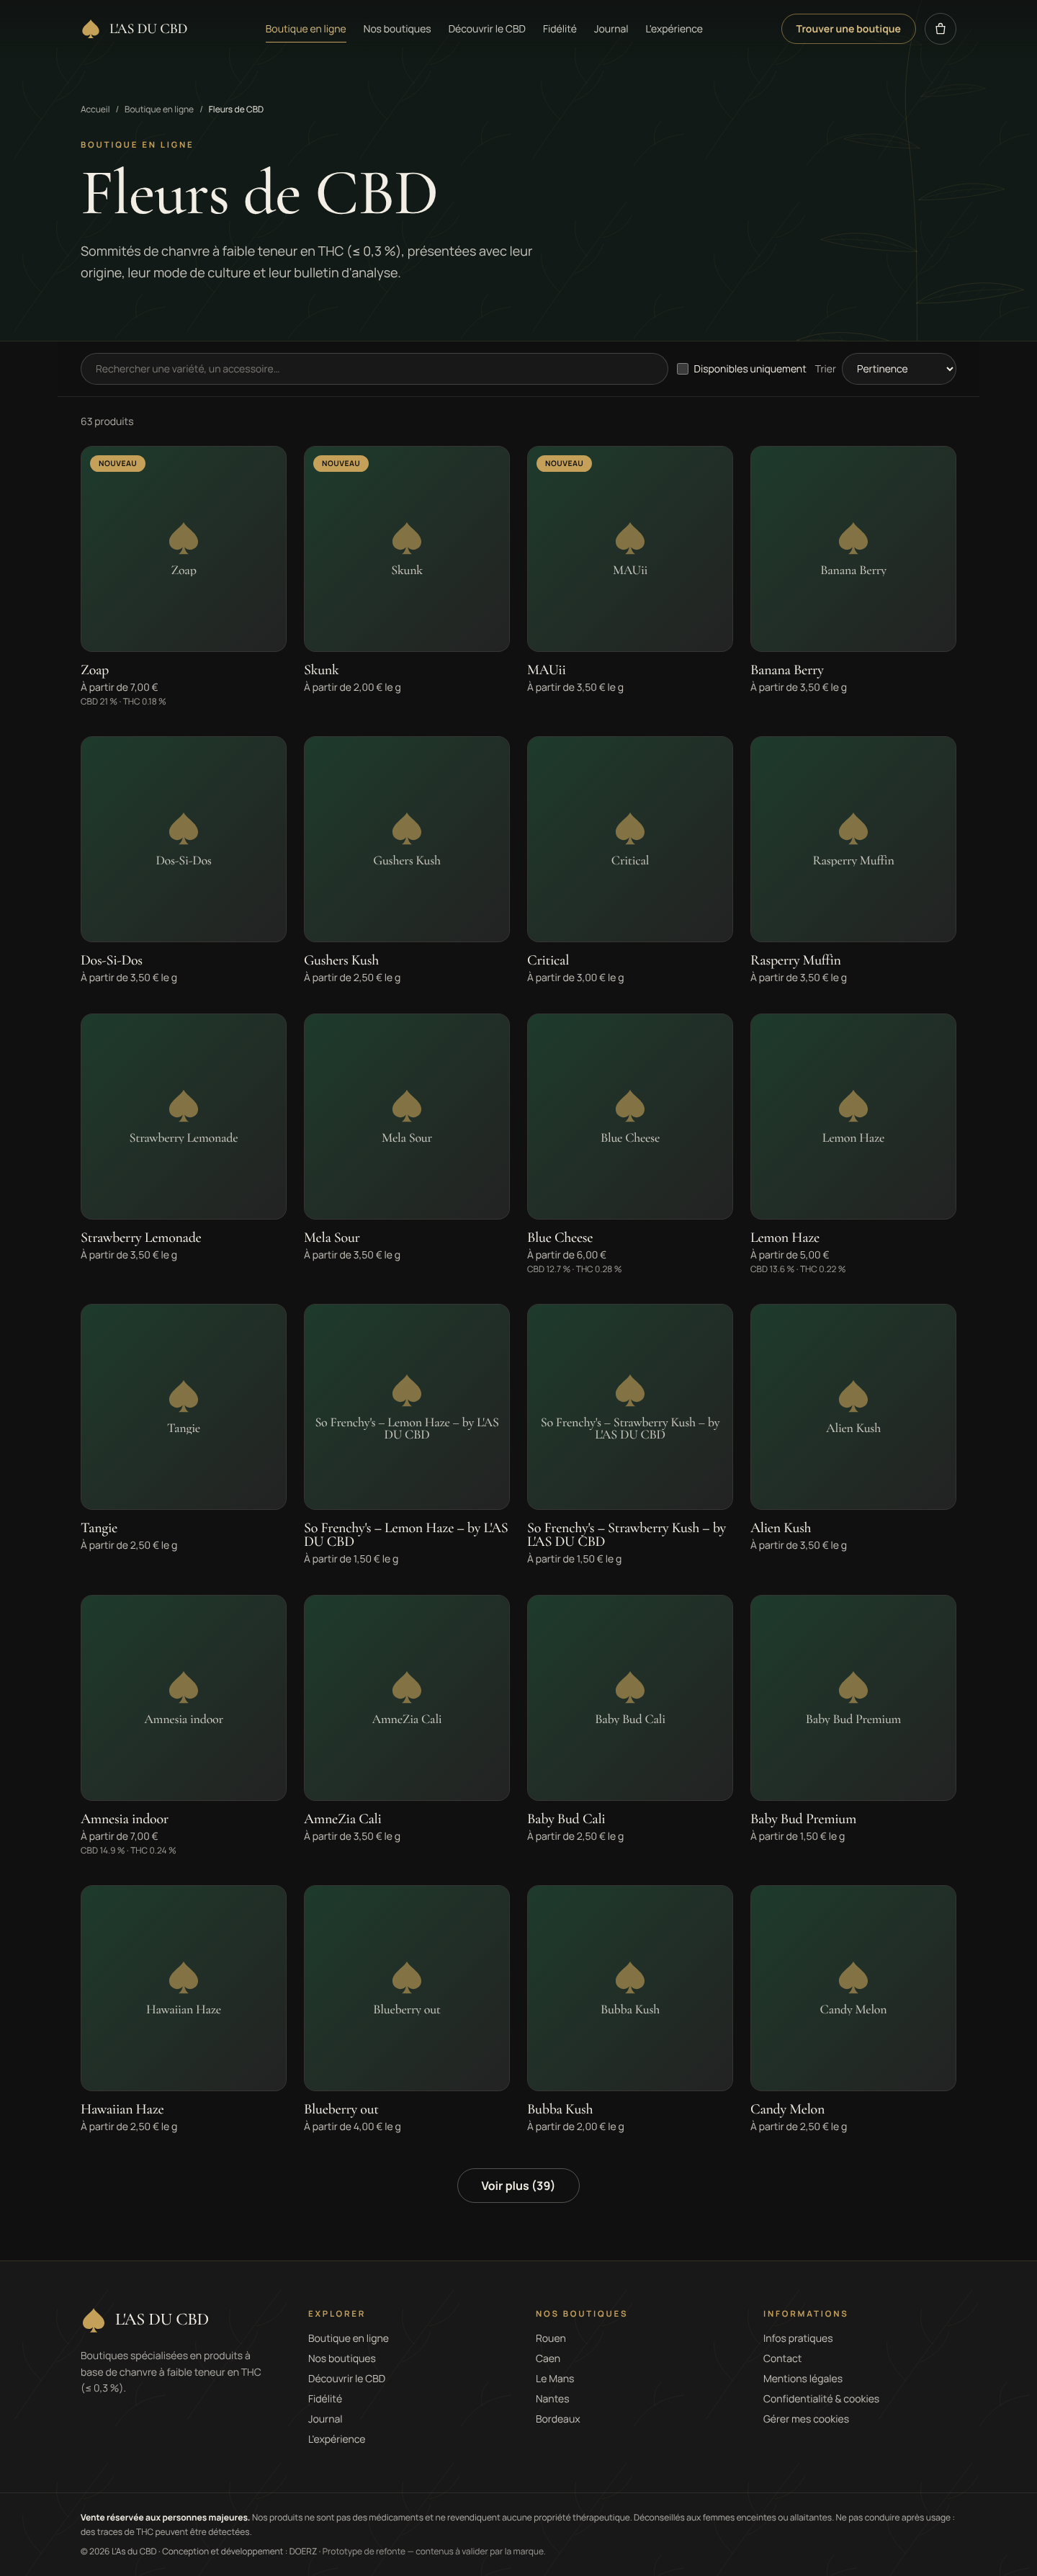 L'AS DU CBD
Boutique en ligne
Nos boutiques
Découvrir le CBD
Fidélité
Journal
L'expérience
Trouver une boutique
Accueil / Boutique en ligne / Fleurs de CBD
BOUTIQUE EN LIGNE
Fleurs de CBD
Sommités de chanvre à faible teneur en THC (≤ 0,3 %), présentées avec leur
origine, leur mode de culture et leur bulletin d'analyse.
Rechercher une variété, un accessoire…
Disponibles uniquement
Trier
Pertinence
63 produits
NOUVEAU
Zoap
Zoap
À partir de 7,00 €
CBD 21 % · THC 0.18 %
NOUVEAU
Skunk
Skunk
À partir de 2,00 € le g
NOUVEAU
MAUii
MAUii
À partir de 3,50 € le g
Banana Berry
Banana Berry
À partir de 3,50 € le g
Dos-Si-Dos
Dos-Si-Dos
À partir de 3,50 € le g
Gushers Kush
Gushers Kush
À partir de 2,50 € le g
Critical
Critical
À partir de 3,00 € le g
Rasperry Muffin
Rasperry Muffin
À partir de 3,50 € le g
Strawberry Lemonade
Strawberry Lemonade
À partir de 3,50 € le g
Mela Sour
Mela Sour
À partir de 3,50 € le g
Blue Cheese
Blue Cheese
À partir de 6,00 €
CBD 12.7 % · THC 0.28 %
Lemon Haze
Lemon Haze
À partir de 5,00 €
CBD 13.6 % · THC 0.22 %
Tangie
Tangie
À partir de 2,50 € le g
So Frenchy's – Lemon Haze – by L'AS
DU CBD
So Frenchy's – Lemon Haze – by L'AS
DU CBD
À partir de 1,50 € le g
So Frenchy's – Strawberry Kush – by
L'AS DU CBD
So Frenchy's – Strawberry Kush – by
L'AS DU CBD
À partir de 1,50 € le g
Alien Kush
Alien Kush
À partir de 3,50 € le g
Amnesia indoor
Amnesia indoor
À partir de 7,00 €
CBD 14.9 % · THC 0.24 %
AmneZia Cali
AmneZia Cali
À partir de 3,50 € le g
Baby Bud Cali
Baby Bud Cali
À partir de 2,50 € le g
Baby Bud Premium
Baby Bud Premium
À partir de 1,50 € le g
Hawaiian Haze
Hawaiian Haze
À partir de 2,50 € le g
Blueberry out
Blueberry out
À partir de 4,00 € le g
Bubba Kush
Bubba Kush
À partir de 2,00 € le g
Candy Melon
Candy Melon
À partir de 2,50 € le g
Voir plus (39)
L'AS DU CBD
Boutiques spécialisées en produits à
base de chanvre à faible teneur en THC
(≤ 0,3 %).
EXPLORER
Boutique en ligne
Nos boutiques
Découvrir le CBD
Fidélité
Journal
L'expérience
NOS BOUTIQUES
Rouen
Caen
Le Mans
Nantes
Bordeaux
INFORMATIONS
Infos pratiques
Contact
Mentions légales
Confidentialité & cookies
Gérer mes cookies
Vente réservée aux personnes majeures. Nos produits ne sont pas des médicaments et ne revendiquent aucune propriété thérapeutique. Déconseillés aux femmes enceintes ou allaitantes. Ne pas conduire après usage :
des traces de THC peuvent être détectées.
© 2026 L'As du CBD · Conception et développement : DOERZ · Prototype de refonte — contenus à valider par la marque.